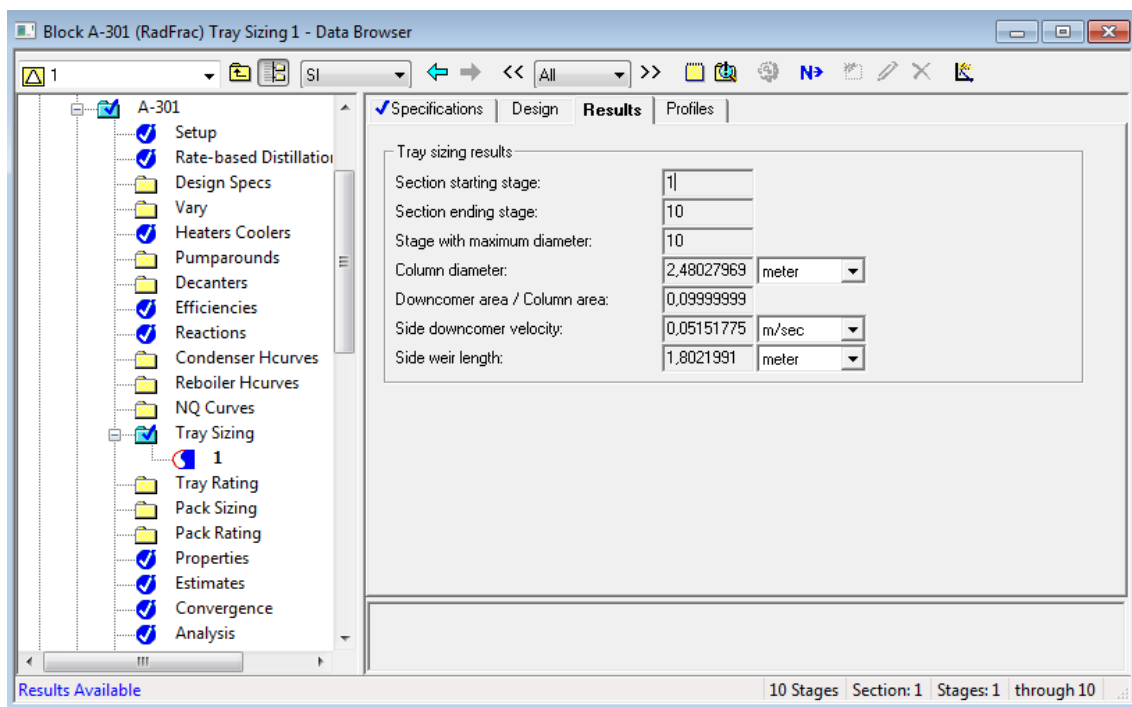 Block A-301 (RadFrac) Tray Sizing 1 - Data Browser
1 SI << All >> N
A-301
Setup
Rate-based Distillation
Design Specs
Vary
Heaters Coolers
Pumparounds
Decanters
Efficiencies
Reactions
Condenser Hcurves
Reboiler Hcurves
NQ Curves
Tray Sizing
1
Tray Rating
Pack Sizing
Pack Rating
Properties
Estimates
Convergence
Analysis
Specifications Design Results Profiles
Tray sizing results
Section starting stage: 1
Section ending stage: 10
Stage with maximum diameter: 10
Column diameter: 2,48027969 meter
Downcomer area / Column area: 0,09999999
Side downcomer velocity: 0,05151775 m/sec
Side weir length: 1,8021991 meter
Results Available 10 Stages Section: 1 Stages: 1 through 10